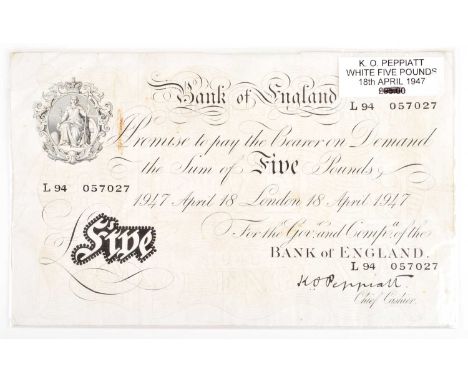 K. O. PEPPIATT
WHITE FIVE POUNDS
18th APRIL 1947
Bank of England
L 94 057027
Promise to pay the Bearer on Demand
the Sum of Five Pounds
L 94 057027
1947 April 18 London 18 April 1947
For the Govr. and Compa. of the
BANK of ENGLAND.
L 94 057027
£Five
K O Peppiatt
Chief Cashier.